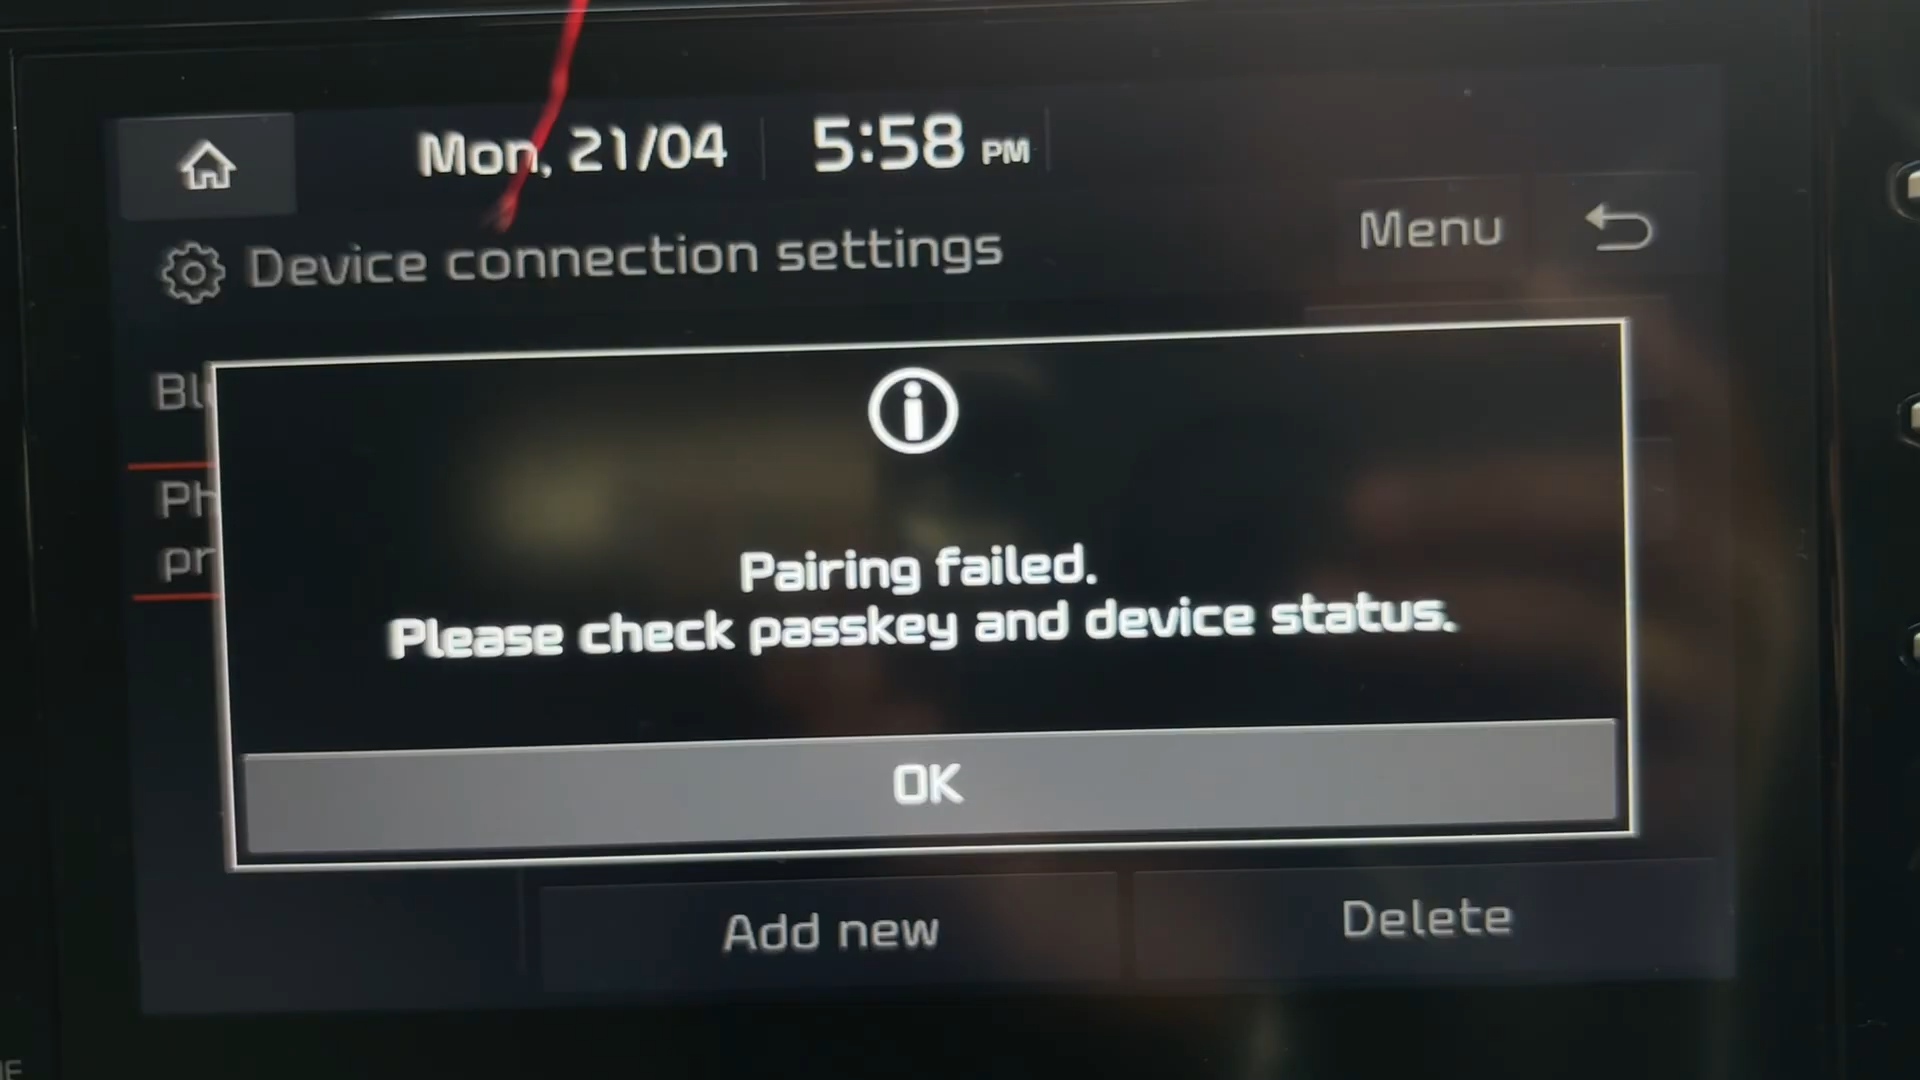 Mon, 21/04 5:58 PM
Device connection settings
Menu
Pairing failed.
Please check passkey and device status.
OK
Add new
Delete